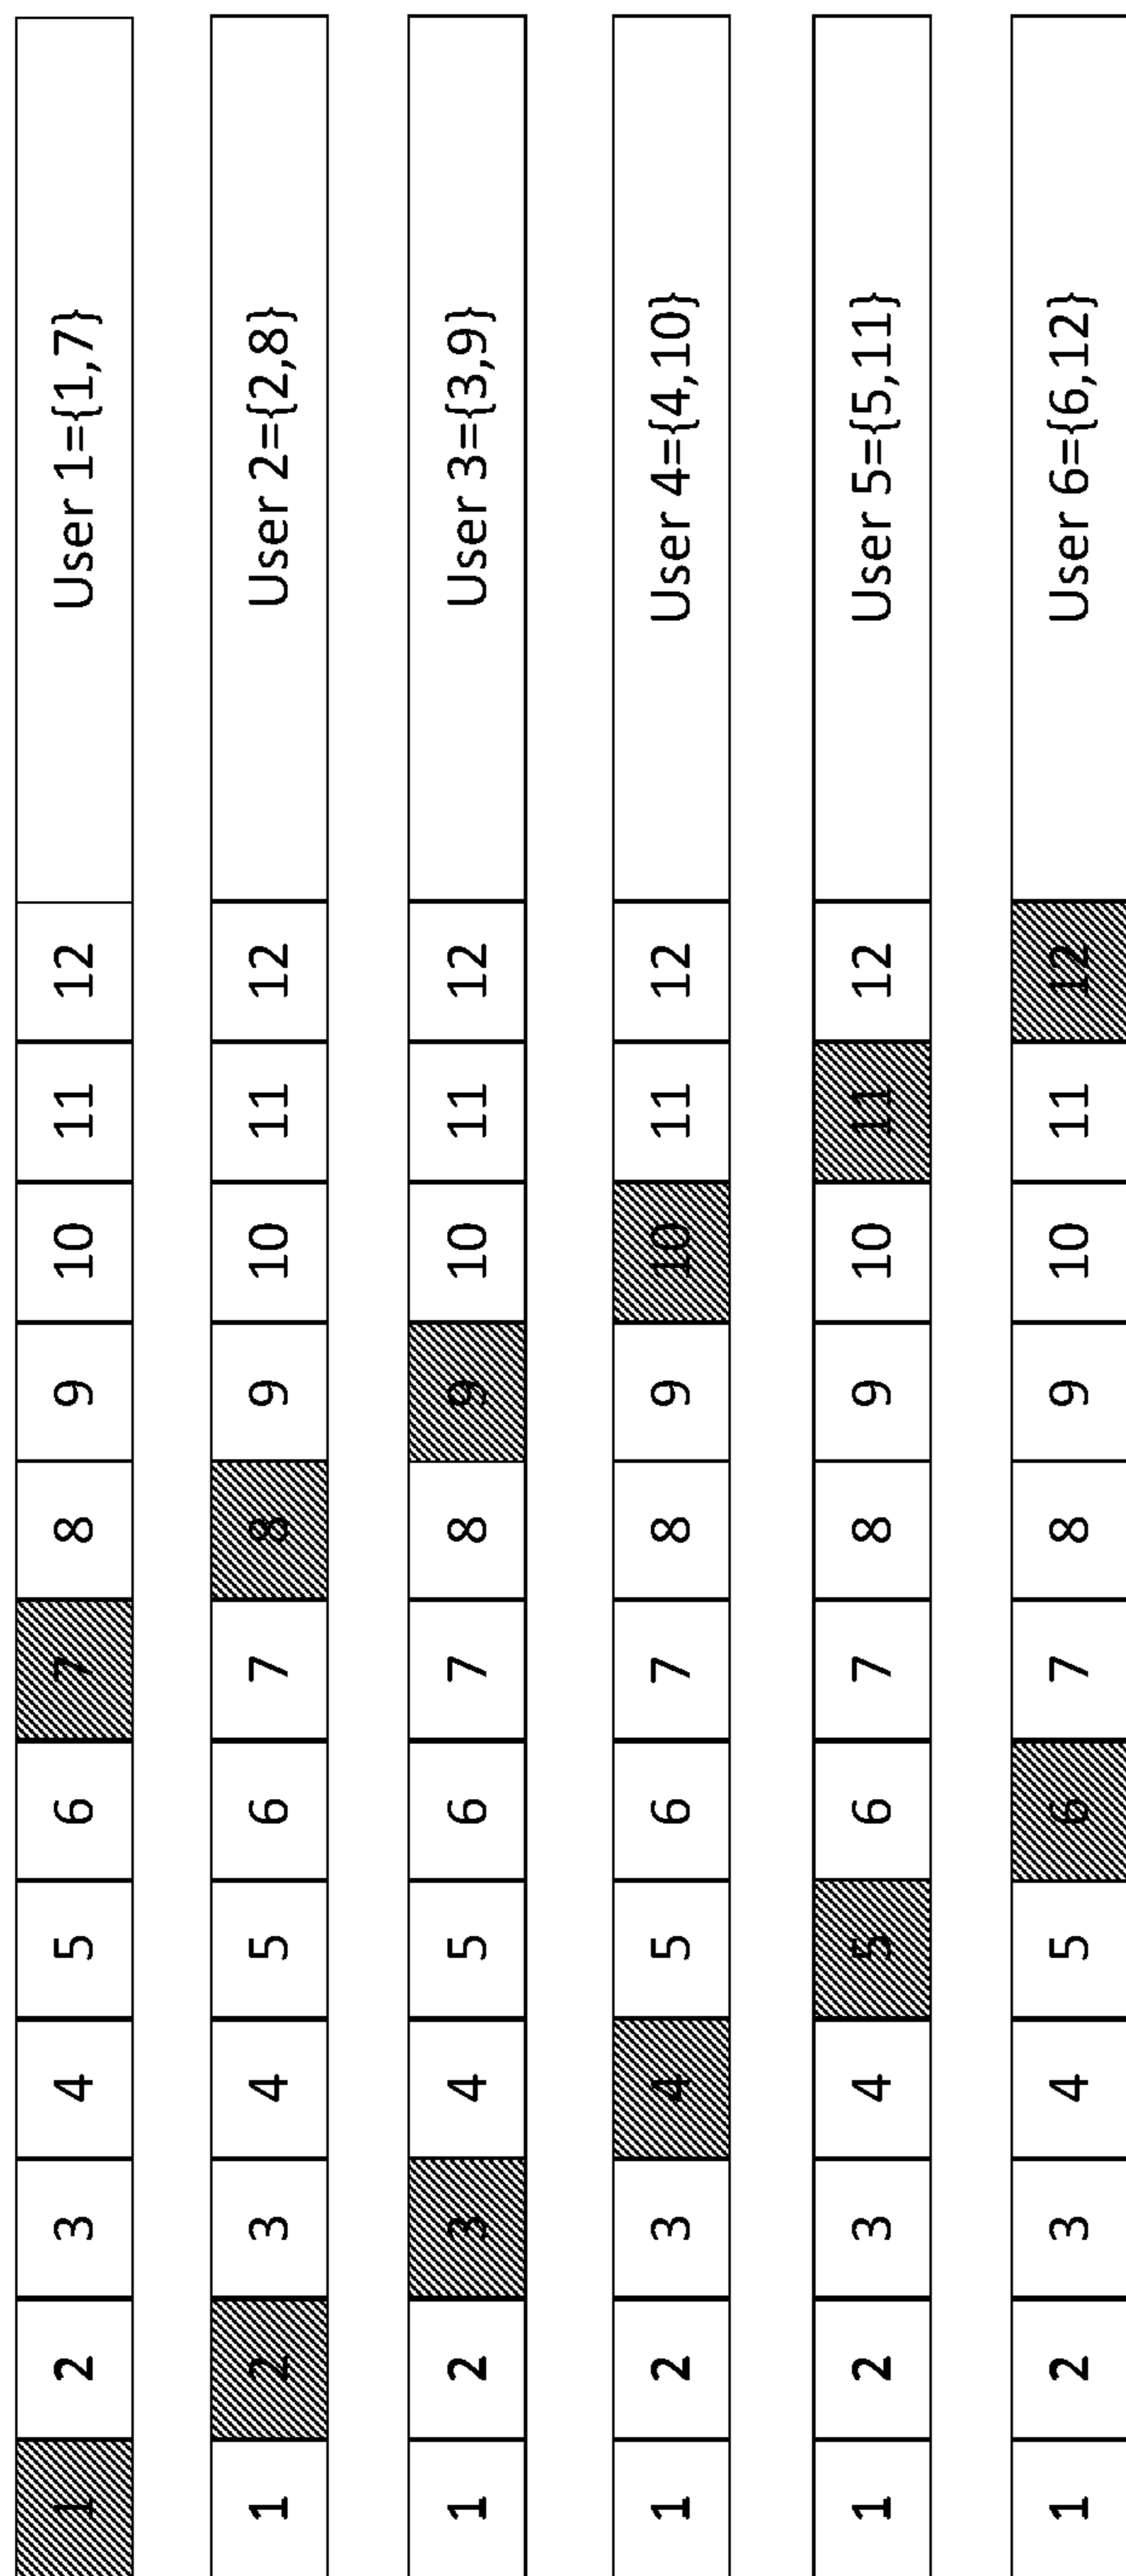 1 2 3 4 5 6 7 8 9 10 11 12 User 1={1,7}
1 2 3 4 5 6 7 8 9 10 11 12 User 2={2,8}
1 2 3 4 5 6 7 8 9 10 11 12 User 3={3,9}
1 2 3 4 5 6 7 8 9 10 11 12 User 4={4,10}
1 2 3 4 5 6 7 8 9 10 11 12 User 5={5,11}
1 2 3 4 5 6 7 8 9 10 11 12 User 6={6,12}